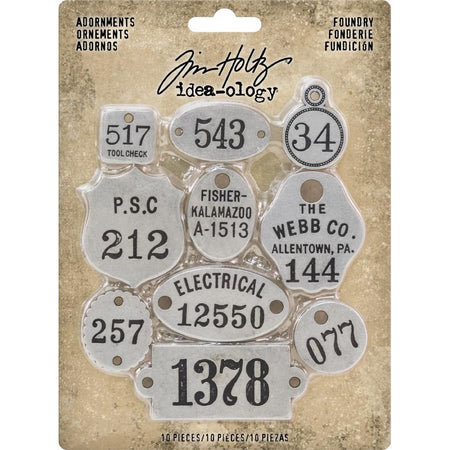 ADORNMENTS
ORNEMENTS
ADORNOS
FOUNDRY
FONDERIE
FUNDICIÓN
Tim Holtz
idea-ology
517
TOOL CHECK
543
34
P.S.C
212
FISHER-
KALAMAZOO
A-1513
THE
WEBB CO.
ALLENTOWN, PA.
144
ELECTRICAL
12550
257
077
1378
10 PIECES/10 PIÈCES/10 PIEZAS